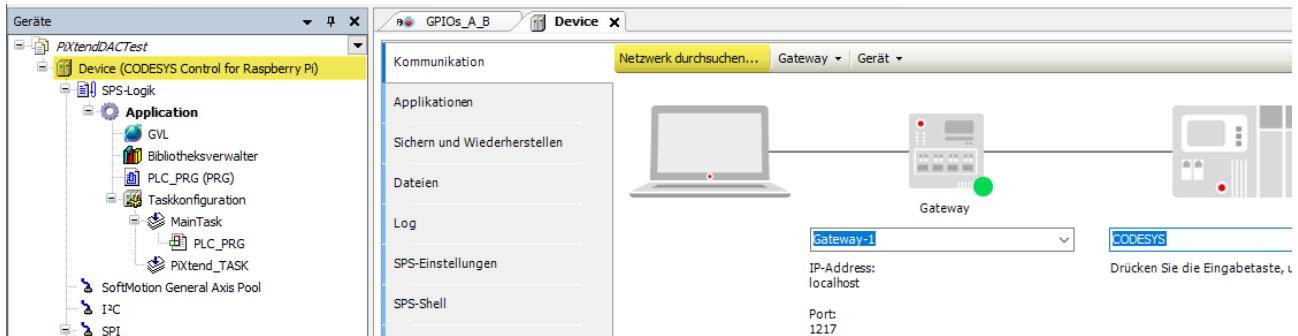 Geräte
PiXtendDACTest
Device (CODESYS Control for Raspberry Pi)
SPS-Logik
Application
GVL
Bibliotheksverwalter
PLC_PRG (PRG)
Taskkonfiguration
MainTask
PLC_PRG
PiXtend_TASK
SoftMotion General Axis Pool
I²C
SPI
GPIOs_A_B
Device
Kommunikation
Applikationen
Sichern und Wiederherstellen
Dateien
Log
SPS-Einstellungen
SPS-Shell
Netzwerk durchsuchen... Gateway Gerät
Gateway
Gateway-1
IP-Address:
localhost
Port:
1217
CODESYS
Drücken Sie die Eingabetaste, u